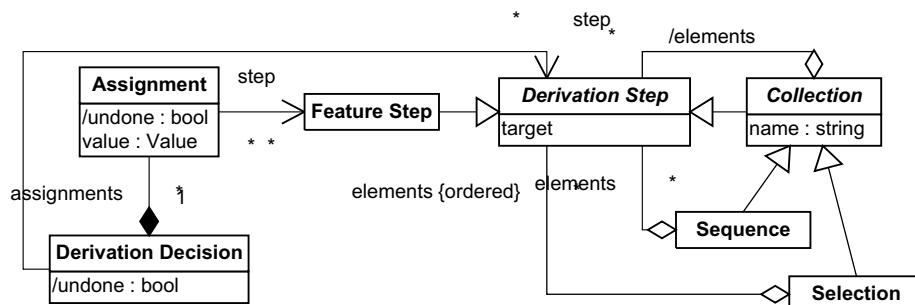 * step
*
/elements
Assignment
/undone : bool
value : Value
step
* *
Feature Step
Derivation Step
target
Collection
name : string
elements {ordered}
elements
*
*
assignments
*
1
Sequence
Derivation Decision
/undone : bool
Selection